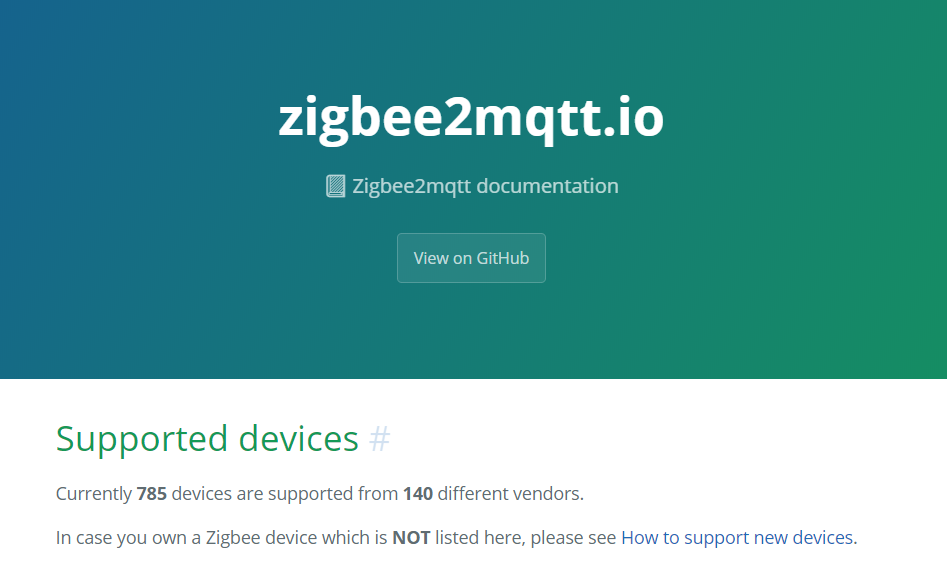 zigbee2mqtt.io
📘 Zigbee2mqtt documentation
View on GitHub
Supported devices #
Currently 785 devices are supported from 140 different vendors.
In case you own a Zigbee device which is NOT listed here, please see How to support new devices.